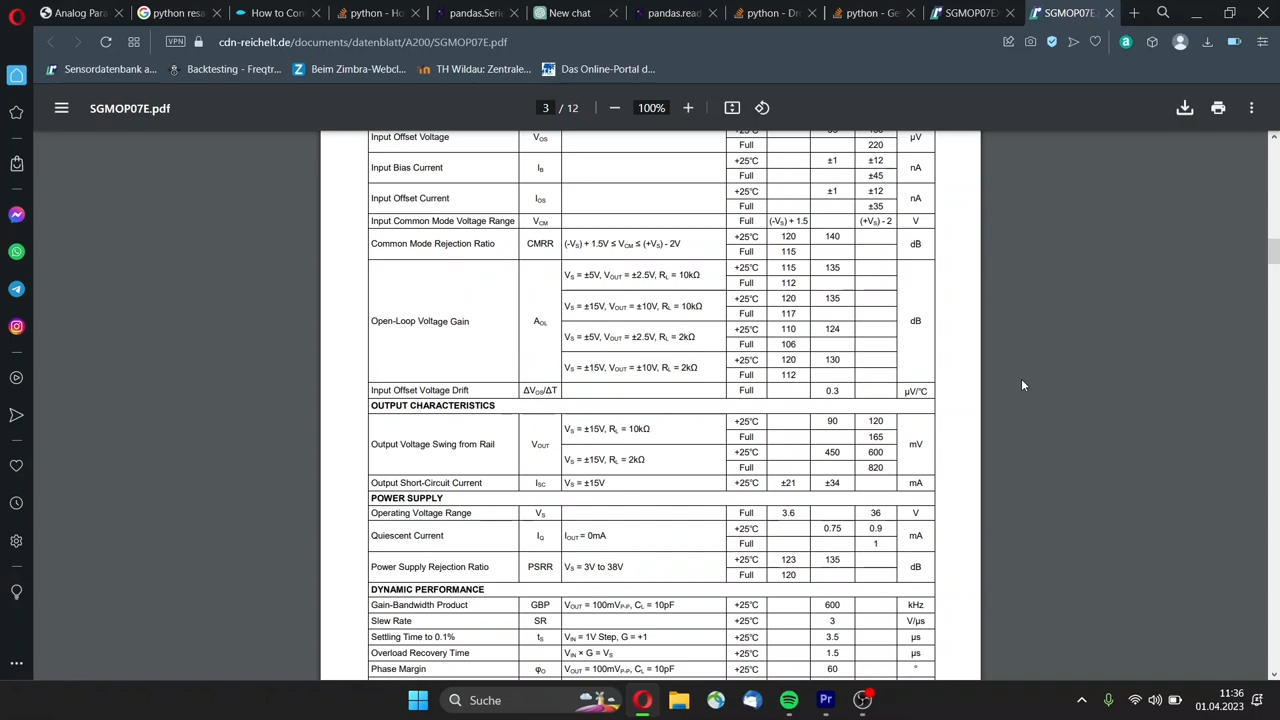 Analog Para
python resa
How to Con
python - Ho
pandas.Serie
New chat
pandas.read
python - Dr
python - Ge
SGMOP07EX
SGMOP07E.
VPN
cdn-reichelt.de/documents/datenblatt/A200/SGMOP07E.pdf
Sensordatenbank a...
Backtesting - Freqtr...
Beim Zimbra-Webcl...
TH Wildau: Zentrale...
Das Online-Portal d...
SGMOP07E.pdf
3 / 12
100%
Input Offset Voltage VOS +25℃ µV
Full 220
Input Bias Current IB +25℃ ±1 ±12 nA
Full ±45
Input Offset Current IOS +25℃ ±1 ±12 nA
Full ±35
Input Common Mode Voltage Range VCM Full (-VS) + 1.5 (+VS) - 2 V
Common Mode Rejection Ratio CMRR (-VS) + 1.5V ≤ VCM ≤ (+VS) - 2V +25℃ 120 140 dB
Full 115
Open-Loop Voltage Gain AOL VS = ±5V, VOUT = ±2.5V, RL = 10kΩ +25℃ 115 135 dB
Full 112
VS = ±15V, VOUT = ±10V, RL = 10kΩ +25℃ 120 135
Full 117
VS = ±5V, VOUT = ±2.5V, RL = 2kΩ +25℃ 110 124
Full 106
VS = ±15V, VOUT = ±10V, RL = 2kΩ +25℃ 120 130
Full 112
Input Offset Voltage Drift ΔVOS/ΔT Full 0.3 µV/℃
OUTPUT CHARACTERISTICS
Output Voltage Swing from Rail VOUT VS = ±15V, RL = 10kΩ +25℃ 90 120 mV
Full 165
VS = ±15V, RL = 2kΩ +25℃ 450 600
Full 820
Output Short-Circuit Current ISC VS = ±15V +25℃ ±21 ±34 mA
POWER SUPPLY
Operating Voltage Range VS Full 3.6 36 V
Quiescent Current IQ IOUT = 0mA +25℃ 0.75 0.9 mA
Full 1
Power Supply Rejection Ratio PSRR VS = 3V to 38V +25℃ 123 135 dB
Full 120
DYNAMIC PERFORMANCE
Gain-Bandwidth Product GBP VOUT = 100mVP-P, CL = 10pF +25℃ 600 kHz
Slew Rate SR +25℃ 3 V/µs
Settling Time to 0.1% tS VIN = 1V Step, G = +1 +25℃ 3.5 µs
Overload Recovery Time VIN × G = VS +25℃ 1.5 µs
Phase Margin φO VOUT = 100mVP-P, CL = 10pF +25℃ 60 °
Suche
Pr
11:36
01.04.2023